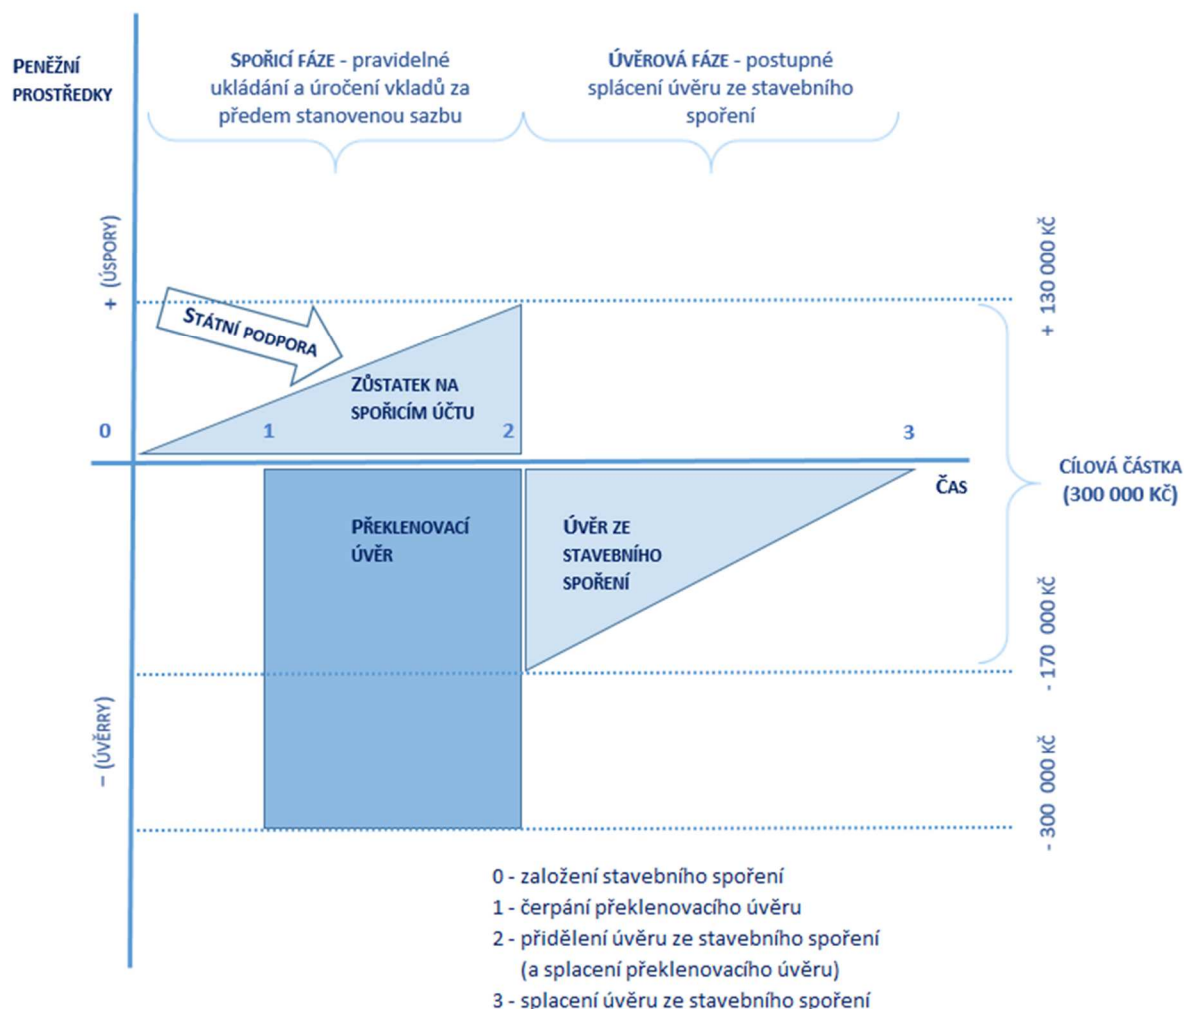 PENĚŽNÍ
PROSTŘEDKY
SPOŘICÍ FÁZE - pravidelné
ukládání a úročení vkladů za
předem stanovenou sazbu
ÚVĚROVÁ FÁZE - postupné
splácení úvěru ze stavebního
spoření
+ (ÚSPORY)
+ 130 000 KČ
STÁTNÍ PODPORA
ZŮSTATEK NA
SPOŘICÍM ÚČTU
0
1
2
3
ČAS
CÍLOVÁ ČÁSTKA
(300 000 KČ)
PŘEKLENOVACÍ
ÚVĚR
ÚVĚR ZE
STAVEBNÍHO
SPOŘENÍ
- 170 000 KČ
– (ÚVĚRRY)
- 300 000 KČ
0 - založení stavebního spoření
1 - čerpání překlenovacího úvěru
2 - přidělení úvěru ze stavebního spoření
(a splacení překlenovacího úvěru)
3 - splacení úvěru ze stavebního spoření